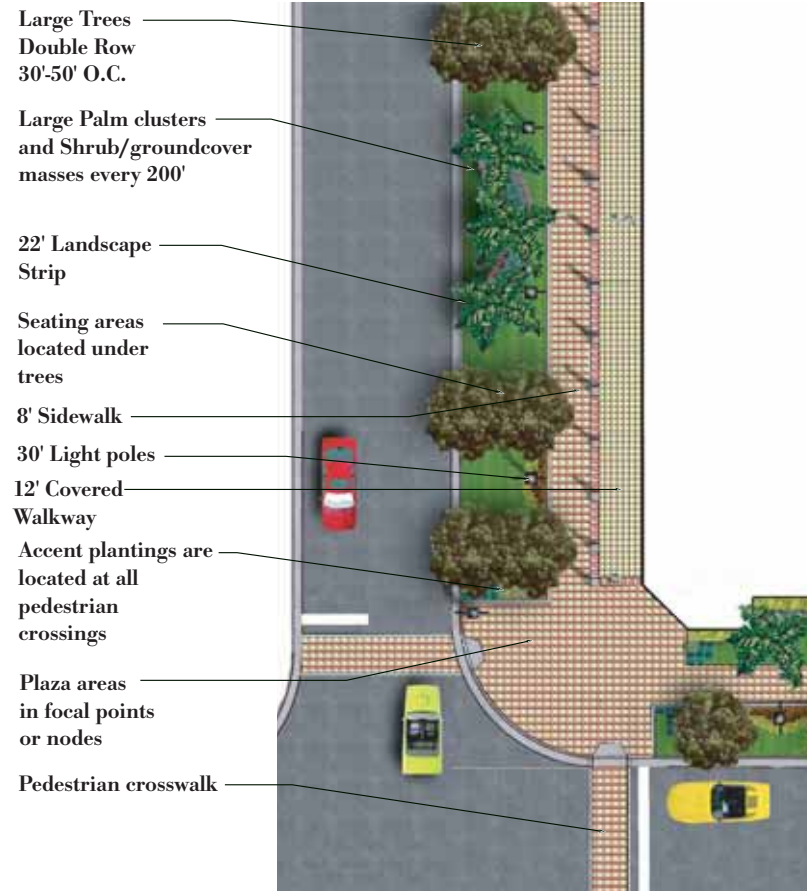 Large Trees
Double Row
30'-50' O.C.
Large Palm clusters
and Shrub/groundcover
masses every 200'
22' Landscape
Strip
Seating areas
located under
trees
8' Sidewalk
30' Light poles
12' Covered
Walkway
Accent plantings are
located at all
pedestrian
crossings
Plaza areas
in focal points
or nodes
Pedestrian crosswalk